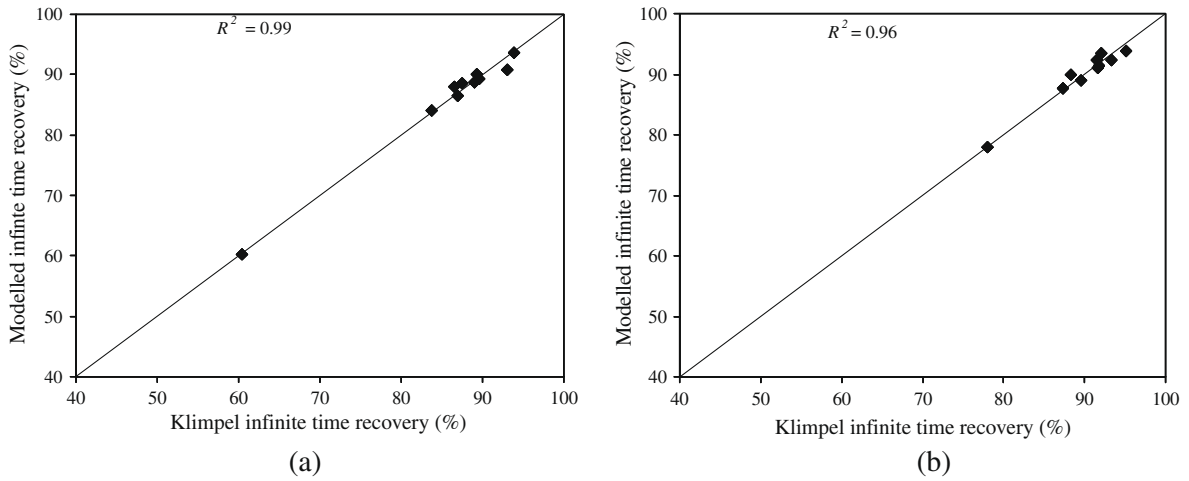 R² = 0.99
100
90
80
70
60
50
40
Modelled infinite time recovery (%)
40 50 60 70 80 90 100
Klimpel infinite time recovery (%)
(a)
R² = 0.96
100
90
80
70
60
50
40
Modelled infinite time recovery (%)
40 50 60 70 80 90 100
Klimpel infinite time recovery (%)
(b)